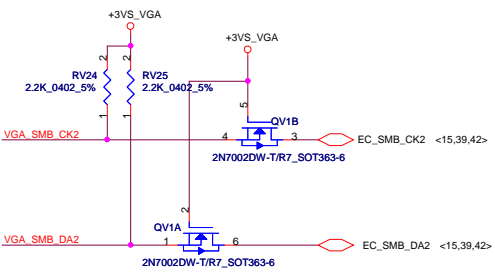 +3VS_VGA
+3VS_VGA
2
2
RV24
RV25
2.2K_0402_5%
2.2K_0402_5%
1
1
5
QV1B
VGA_SMB_CK2
4
3
EC_SMB_CK2 <15,39,42>
2N7002DW-T/R7_SOT363-6
2
QV1A
VGA_SMB_DA2
1
6
EC_SMB_DA2 <15,39,42>
2N7002DW-T/R7_SOT363-6